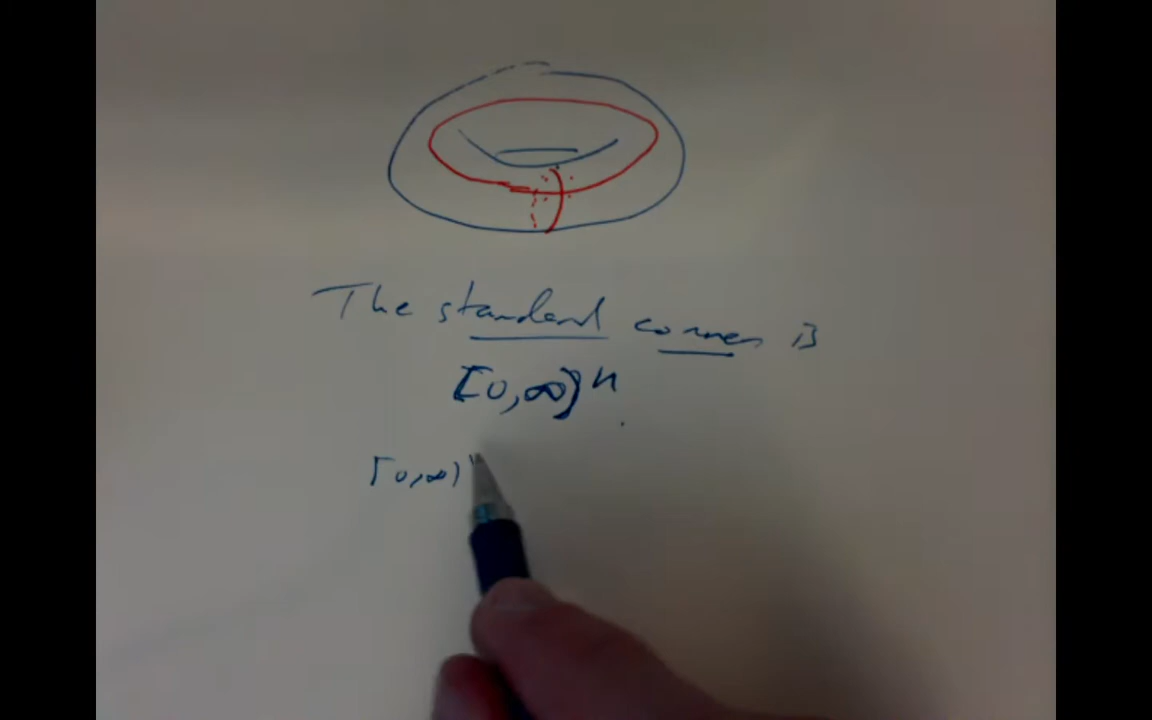 The standard corner is
[0,∞)ⁿ.
[0,∞)